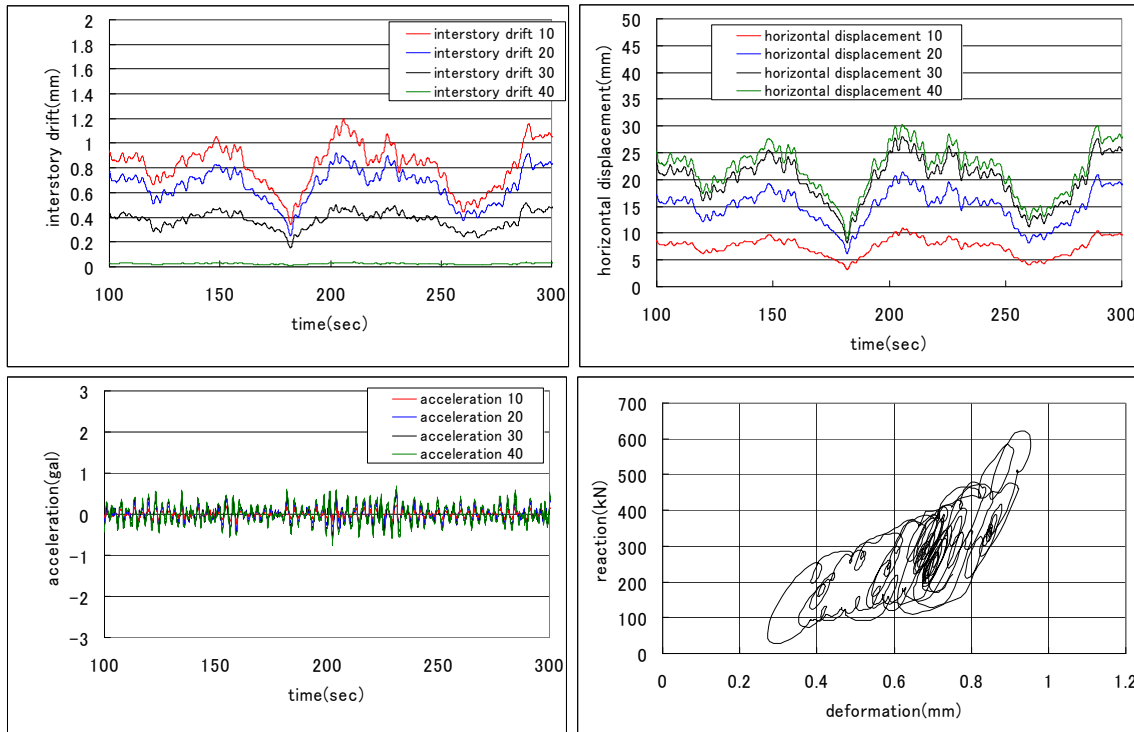 interstory drift(mm)
2
1.8
1.6
1.4
1.2
1
0.8
0.6
0.4
0.2
0
interstory drift 10
interstory drift 20
interstory drift 30
interstory drift 40
100 150 200 250 300
time(sec)
horizontal displacement(mm)
50
45
40
35
30
25
20
15
10
5
0
horizontal displacement 10
horizontal displacement 20
horizontal displacement 30
horizontal displacement 40
100 150 200 250 300
time(sec)
acceleration(gal)
3
2
1
0
-1
-2
-3
acceleration 10
acceleration 20
acceleration 30
acceleration 40
100 150 200 250 300
time(sec)
reaction(kN)
700
600
500
400
300
200
100
0
0 0.2 0.4 0.6 0.8 1 1.2
deformation(mm)